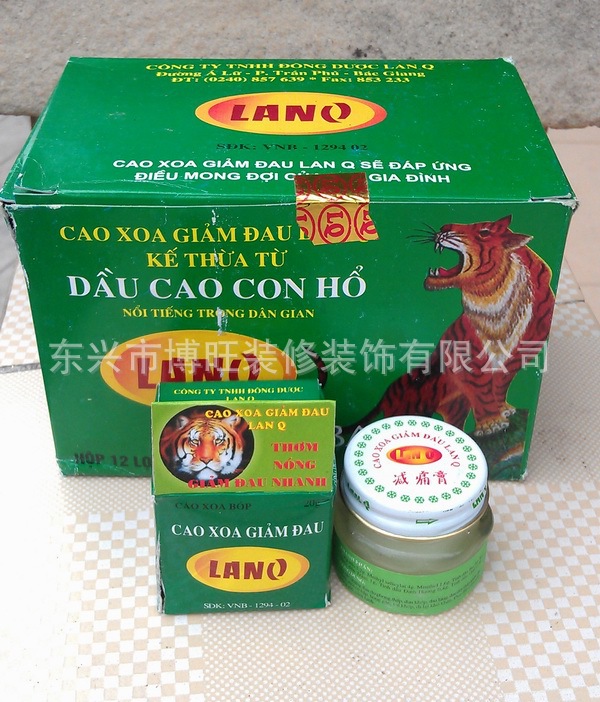 CÔNG TY TNHH ĐÔNG DƯỢC LAN Q
Đường Á Lữ - P. Trần Phú - Bắc Giang
ĐT: (0240) 857 639 * Fax: 853 233
LANQ
SĐK: VNB - 1294 02
CAO XOA GIẢM ĐAU LAN Q SẼ ĐÁP ỨNG
ĐIỀU MONG ĐỢI GIA ĐÌNH
CAO XOA GIẢM ĐAU
KẾ THỪA TỪ
DẦU CAO CON HỔ
NỔI TIẾNG TRONG DÂN GIAN
东兴市博旺装修装饰有限公司
LANQ
HỘP 12
CÔNG TY TNHH ĐÔNG DƯỢC
LAN Q
CAO XOA GIẢM ĐAU
LAN Q
THƠM
NÓNG
GIẢM ĐAU NHANH
CAO XOA BÓP
CAO XOA GIẢM ĐAU
LANQ
SĐK: VNB - 1294 - 02
CAO XOA GIẢM ĐAU LAN Q
LANQ
减痛膏